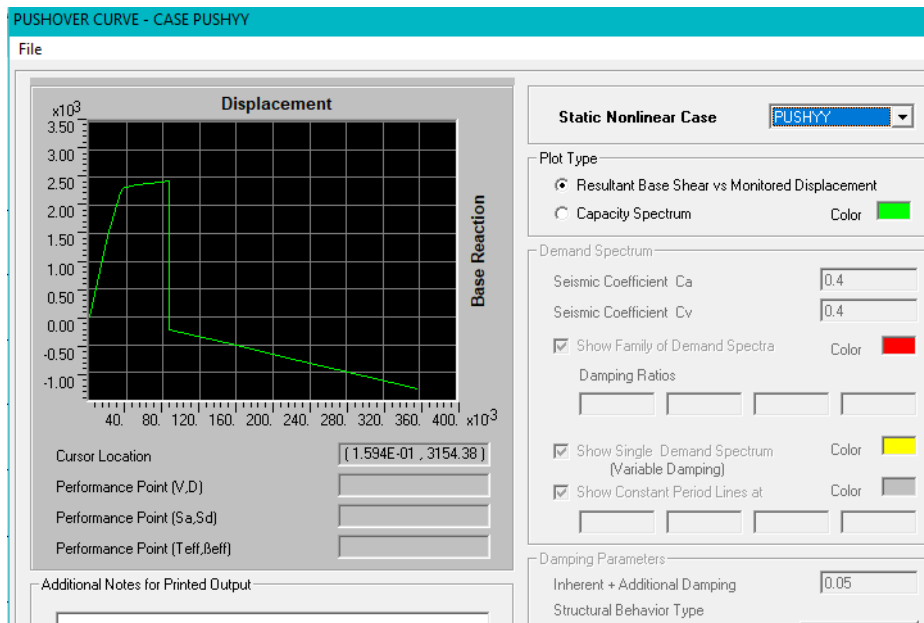 PUSHOVER CURVE - CASE PUSHYY
File
Displacement
x10³
3.50
3.00
2.50
2.00
1.50
1.00
0.50
0.00
-0.50
-1.00
40. 80. 120. 160. 200. 240. 280. 320. 360. 400. x10⁻³
Base Reaction
Cursor Location ( 1.594E-01 , 3154.38 )
Performance Point (V,D)
Performance Point (Sa,Sd)
Performance Point (Teff,βeff)
Additional Notes for Printed Output
Static Nonlinear Case PUSHYY
Plot Type
Resultant Base Shear vs Monitored Displacement
Capacity Spectrum Color
Demand Spectrum
Seismic Coefficient Ca 0.4
Seismic Coefficient Cv 0.4
Show Family of Demand Spectra Color
Damping Ratios
Show Single Demand Spectrum Color
(Variable Damping)
Show Constant Period Lines at Color
Damping Parameters
Inherent + Additional Damping 0.05
Structural Behavior Type